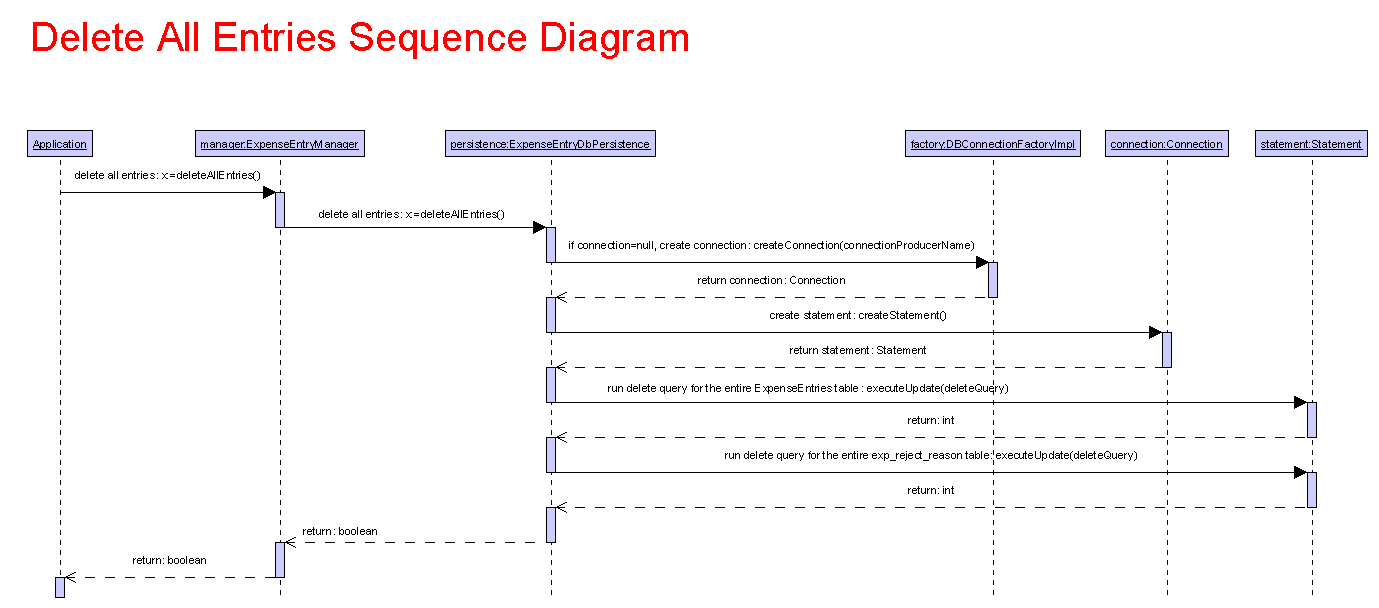 Delete All Entries Sequence Diagram
Application
manager:ExpenseEntryManager
persistence:ExpenseEntryDbPersistence
factory:DBConnectionFactoryImpl
connection:Connection
statement:Statement
delete all entries: x:=deleteAllEntries()
delete all entries: x:=deleteAllEntries()
if connection=null, create connection: createConnection(connectionProducerName)
return connection: Connection
create statement: createStatement()
return statement: Statement
run delete query for the entire ExpenseEntries table: executeUpdate(deleteQuery)
return: int
run delete query for the entire exp_reject_reason table: executeUpdate(deleteQuery)
return: int
return: boolean
return: boolean